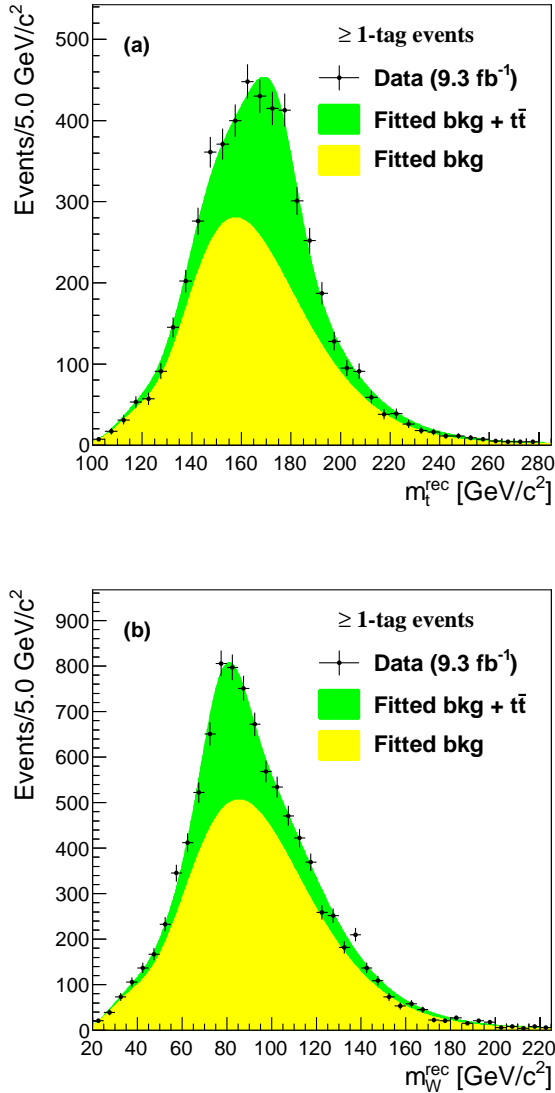 (a)
≥ 1-tag events
Data (9.3 fb⁻¹)
Fitted bkg + tt̄
Fitted bkg
Events/5.0 GeV/c²
500
400
300
200
100
0
100 120 140 160 180 200 220 240 260 280
m_t^rec [GeV/c²]
(b)
≥ 1-tag events
Data (9.3 fb⁻¹)
Fitted bkg + tt̄
Fitted bkg
Events/5.0 GeV/c²
900
800
700
600
500
400
300
200
100
0
20 40 60 80 100 120 140 160 180 200 220
m_W^rec [GeV/c²]